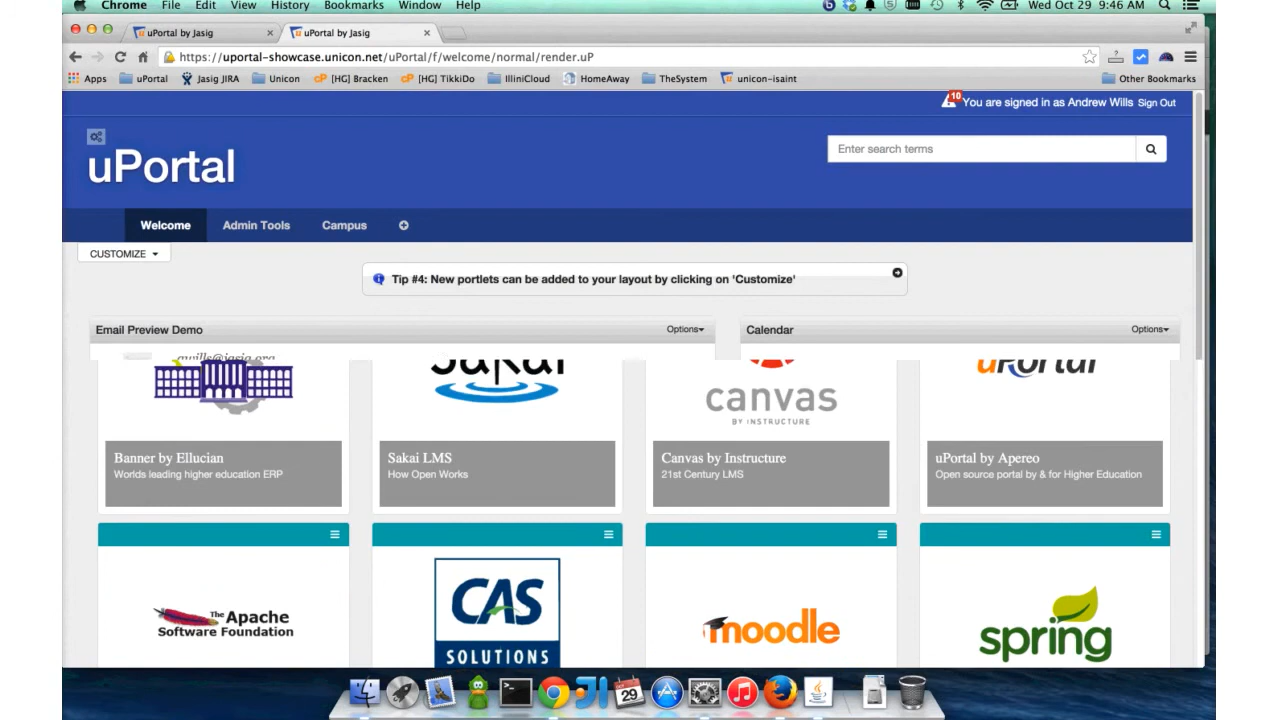 Chrome File Edit View History Bookmarks Window Help Wed Oct 29 9:46 AM
uPortal by Jasig uPortal by Jasig
https://uportal-showcase.unicon.net/uPortal/f/welcome/normal/render.uP
Apps uPortal Jasig JIRA Unicon [HG] Bracken [HG] TikkiDo IlliniCloud HomeAway TheSystem unicon-isaint Other Bookmarks
10 You are signed in as Andrew Wills Sign Out
uPortal
Enter search terms
Welcome Admin Tools Campus
CUSTOMIZE
Tip #4: New portlets can be added to your layout by clicking on 'Customize'
Email Preview Demo Options Calendar Options
awills@jasig.org
Sakai uPortal
canvas
BY INSTRUCTURE
Banner by Ellucian Sakai LMS Canvas by Instructure uPortal by Apereo
Worlds leading higher education ERP How Open Works 21st Century LMS Open source portal by & for Higher Education
The Apache
Software Foundation
CAS
SOLUTIONS
moodle
spring
29